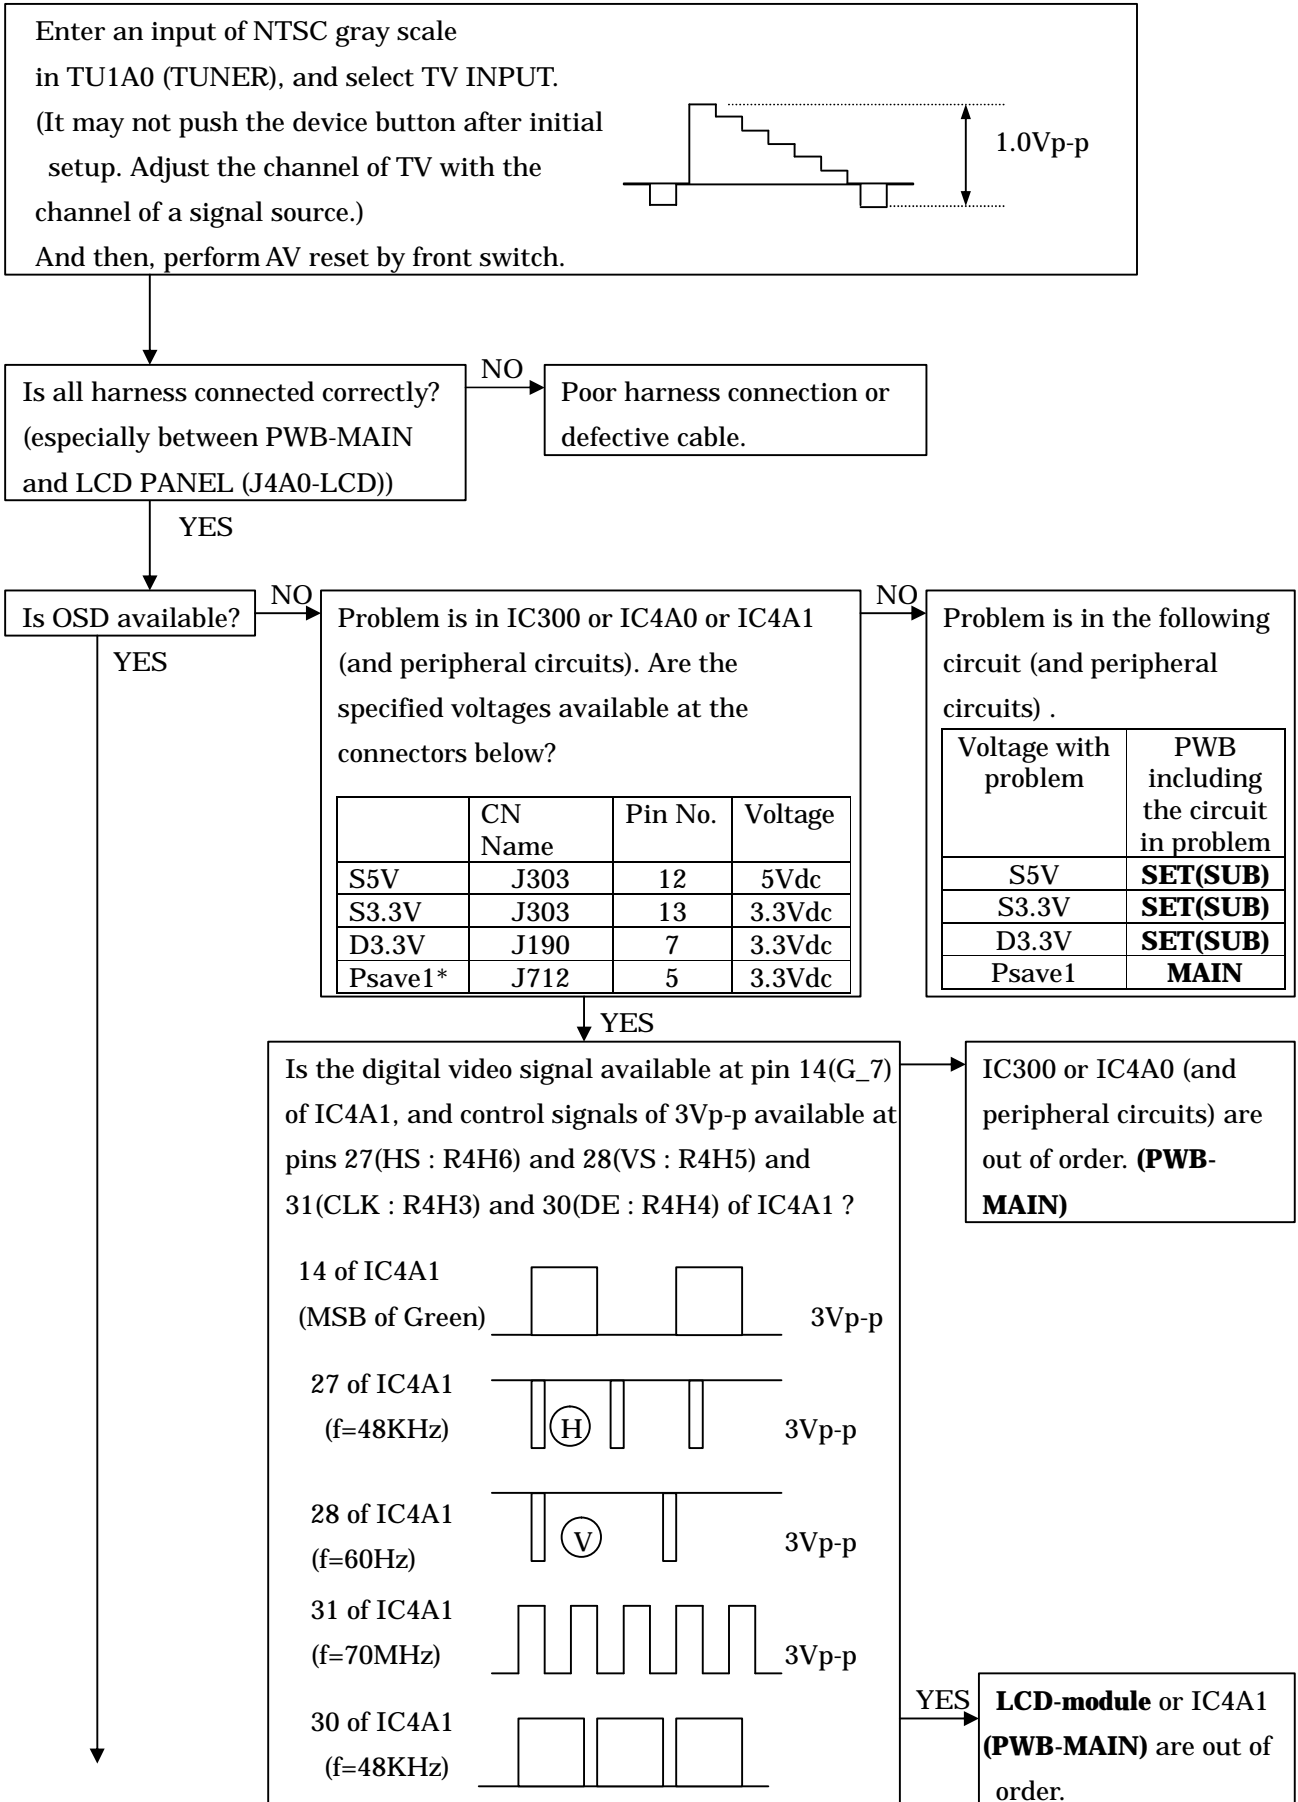 Enter an input of NTSC gray scale
in TU1A0 (TUNER), and select TV INPUT.
(It may not push the device button after initial
setup. Adjust the channel of TV with the
channel of a signal source.)
And then, perform AV reset by front switch.
1.0Vp-p
Is all harness connected correctly?
(especially between PWB-MAIN
and LCD PANEL (J4A0-LCD))
NO
Poor harness connection or
defective cable.
YES
Is OSD available?
NO
YES
Problem is in IC300 or IC4A0 or IC4A1
(and peripheral circuits). Are the
specified voltages available at the
connectors below?
CN Name Pin No. Voltage
S5V J303 12 5Vdc
S3.3V J303 13 3.3Vdc
D3.3V J190 7 3.3Vdc
Psave1* J712 5 3.3Vdc
NO
Problem is in the following
circuit (and peripheral
circuits) .
Voltage with problem PWB including the circuit in problem
S5V SET(SUB)
S3.3V SET(SUB)
D3.3V SET(SUB)
Psave1 MAIN
YES
Is the digital video signal available at pin 14(G_7)
of IC4A1, and control signals of 3Vp-p available at
pins 27(HS : R4H6) and 28(VS : R4H5) and
31(CLK : R4H3) and 30(DE : R4H4) of IC4A1 ?
IC300 or IC4A0 (and
peripheral circuits) are
out of order. (PWB-
MAIN)
14 of IC4A1
(MSB of Green) 3Vp-p
27 of IC4A1
(f=48KHz) H 3Vp-p
28 of IC4A1
(f=60Hz) V 3Vp-p
31 of IC4A1
(f=70MHz) 3Vp-p
30 of IC4A1
(f=48KHz)
YES
LCD-module or IC4A1
(PWB-MAIN) are out of
order.